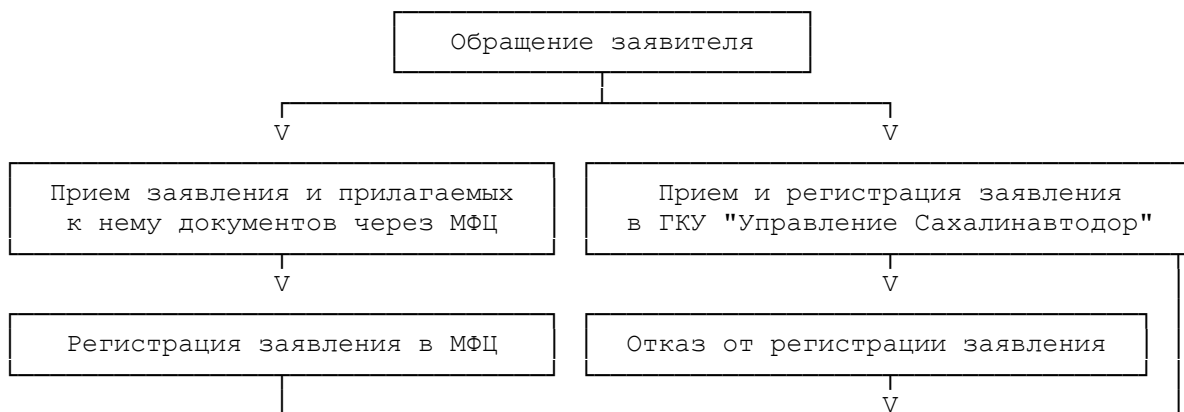 Обращение заявителя
V V
Прием заявления и прилагаемых
к нему документов через МФЦ
Прием и регистрация заявления
в ГКУ "Управление Сахалинавтодор"
V V
Регистрация заявления в МФЦ
Отказ от регистрации заявления
V